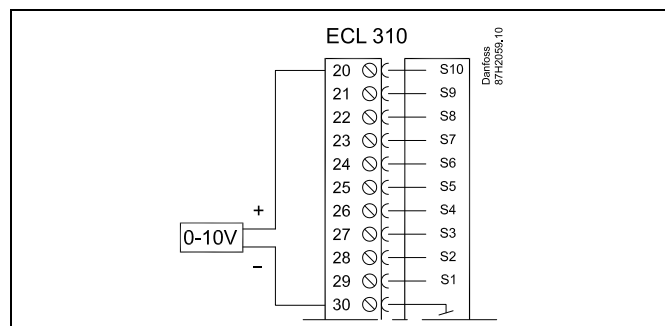 ECL 310
Danfoss
87H2059.10
20 S10
21 S9
22 S8
23 S7
24 S6
25 S5
26 S4
27 S3
28 S2
29 S1
30
+
0-10V
−